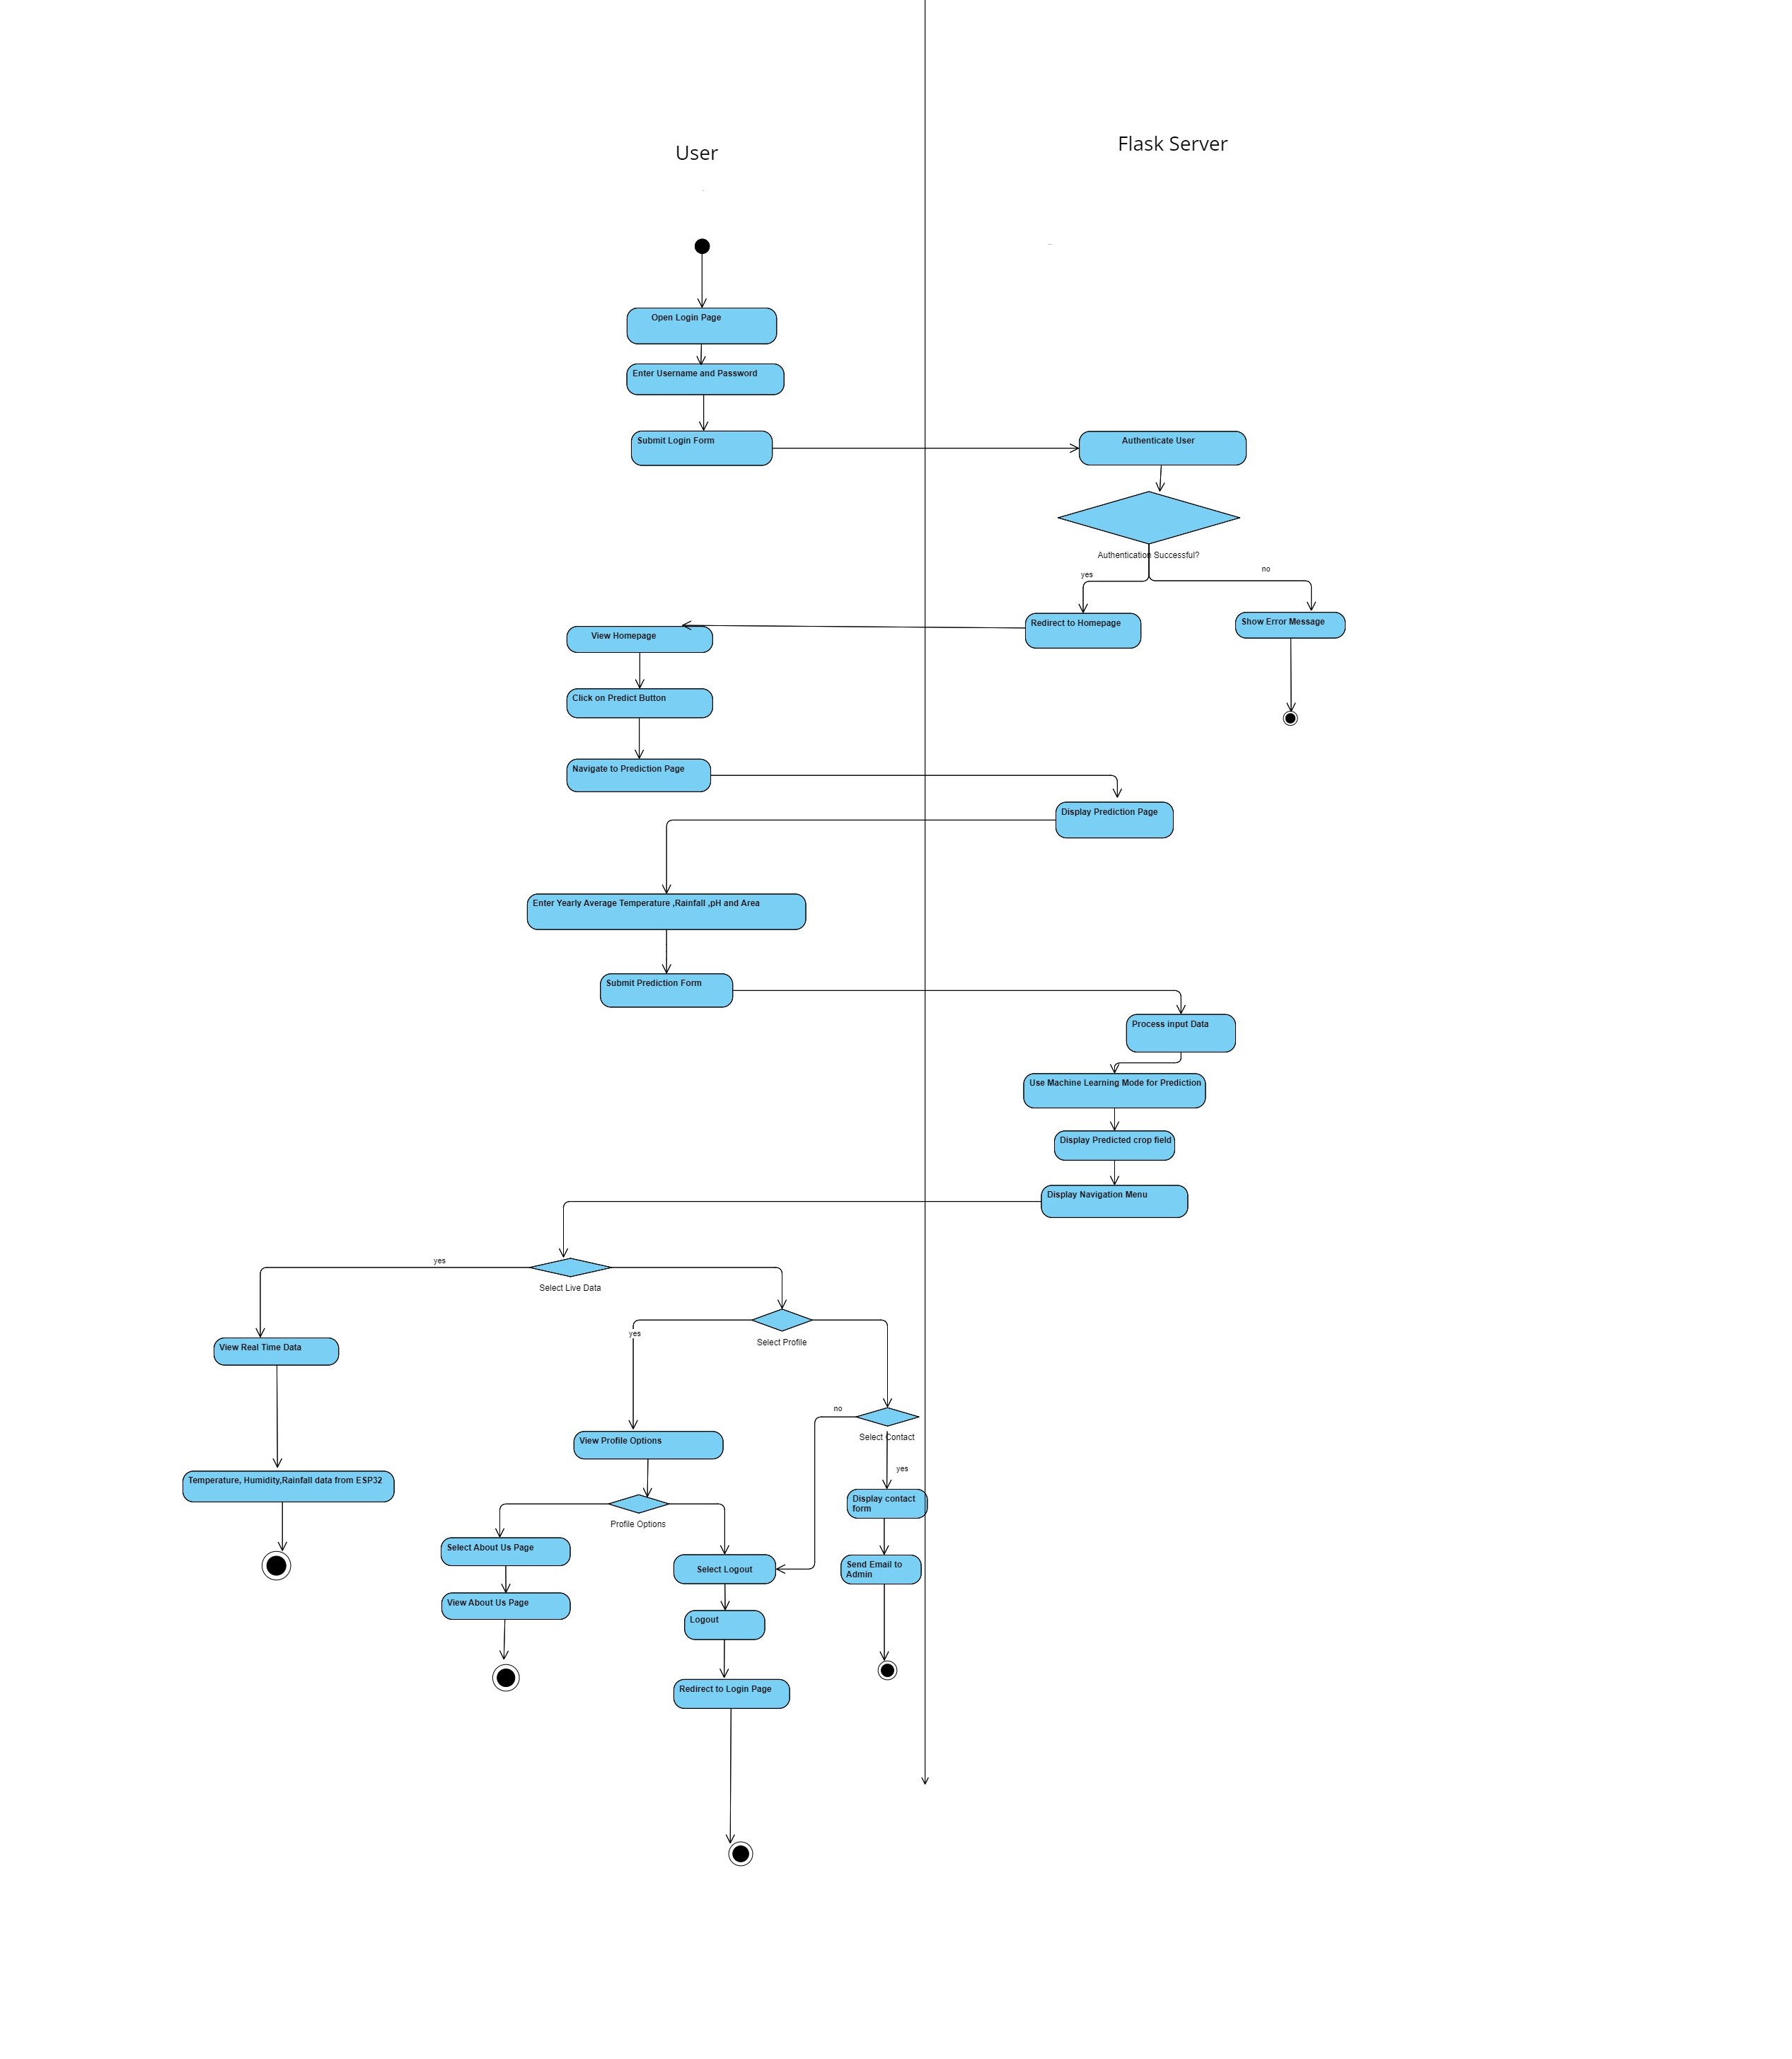 User
Flask Server
Open Login Page
Enter Username and Password
Submit Login Form
Authenticate User
Authentication Successful?
yes
no
Redirect to Homepage
Show Error Message
View Homepage
Click on Predict Button
Navigate to Prediction Page
Display Prediction Page
Enter Yearly Average Temperature ,Rainfall ,pH and Area
Submit Prediction Form
Process input Data
Use Machine Learning Mode for Prediction
Display Predicted crop field
Display Navigation Menu
yes
Select Live Data
yes
Select Profile
View Real Time Data
no
Select Contact
View Profile Options
yes
Temperature, Humidity,Rainfall data from ESP32
Display contact
form
Profile Options
Select About Us Page
Select Logout
Send Email to
Admin
View About Us Page
Logout
Redirect to Login Page